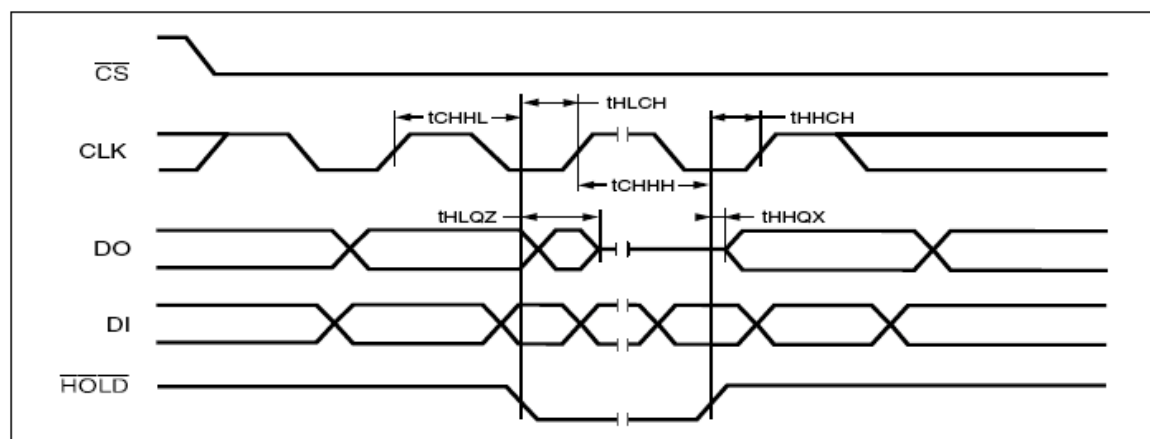 CS
tHLCH
tCHHL
tHHCH
CLK
tCHHH
tHLQZ
tHHQX
DO
DI
HOLD